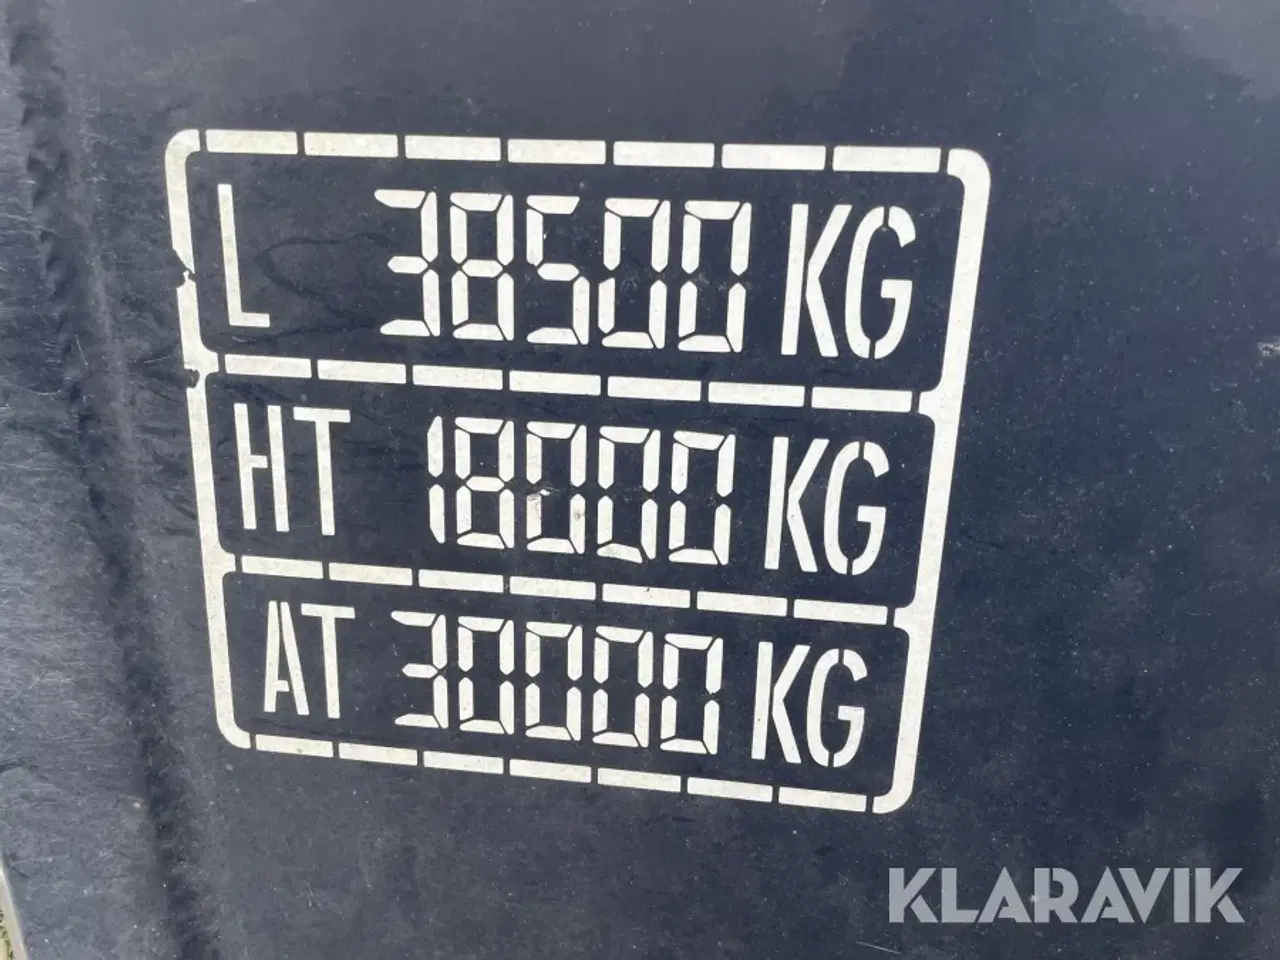 L 38500 KG
HT 18000 KG
AT 30000 KG
KLARAVIK